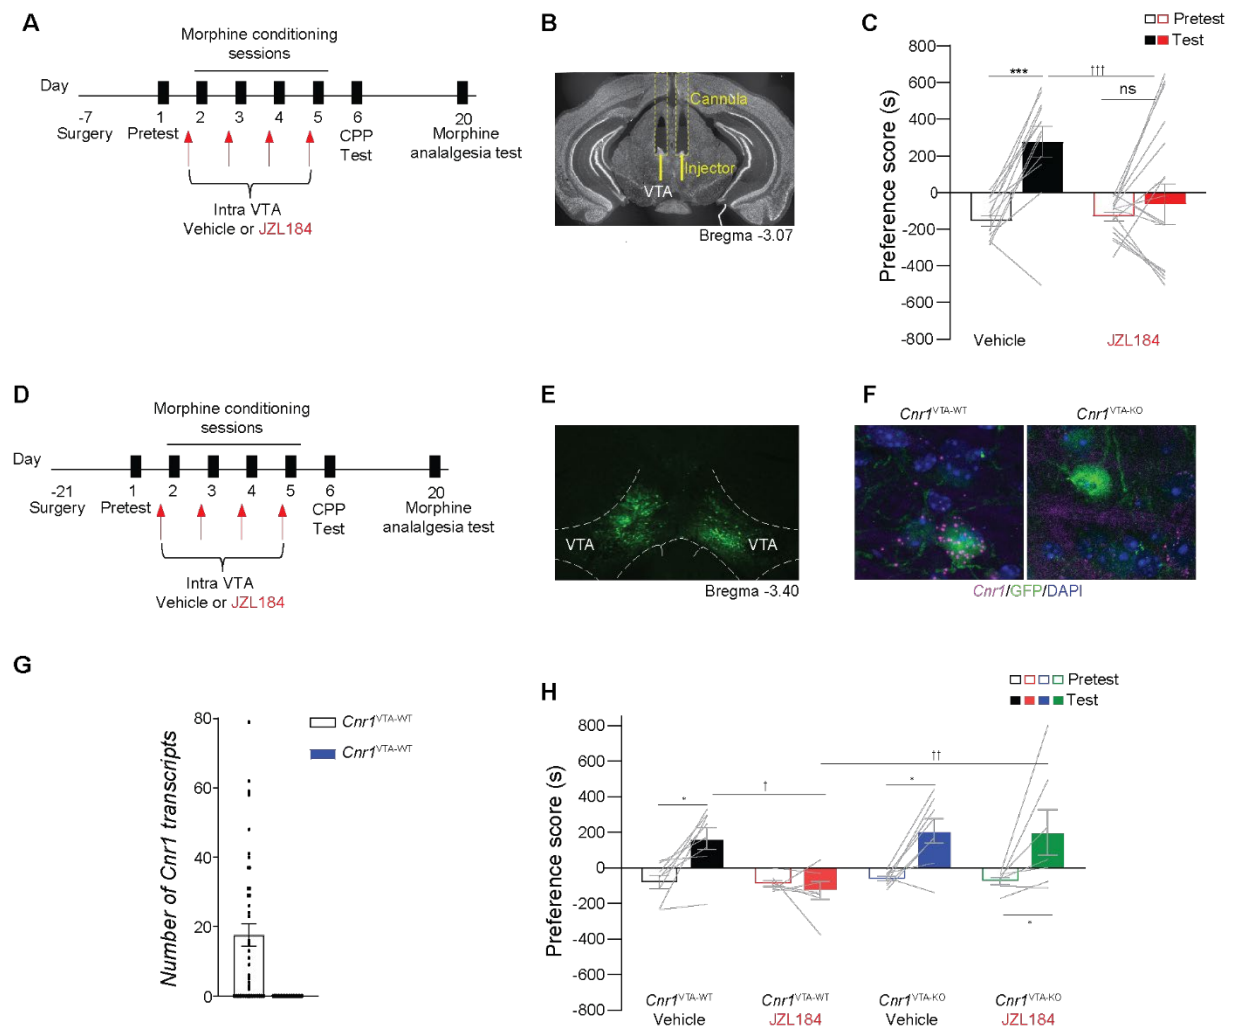 A
Morphine conditioning
sessions
Day
-7
1
2
3
4
5
6
20
Surgery
Pretest
CPP
Test
Morphine
analgesia test
Intra VTA
Vehicle or JZL184
B
Cannula
Injector
VTA
Bregma -3.07
C
Pretest
Test
Preference score (s)
800
600
400
200
0
-200
-400
-600
-800
***
†††
ns
Vehicle
JZL184
D
Morphine conditioning
sessions
Day
-21
1
2
3
4
5
6
20
Surgery
Pretest
CPP
Test
Morphine
analgesia test
Intra VTA
Vehicle or JZL184
E
VTA
VTA
Bregma -3.40
F
Cnr1VTA-WT
Cnr1VTA-KO
Cnr1/GFP/DAPI
G
Number of Cnr1 transcripts
80
60
40
20
0
Cnr1VTA-WT
Cnr1VTA-WT
H
Pretest
Test
Preference score (s)
800
600
400
200
0
-200
-400
-600
-800
*
†
*
††
*
Cnr1VTA-WT
Vehicle
Cnr1VTA-WT
JZL184
Cnr1VTA-KO
Vehicle
Cnr1VTA-KO
JZL184